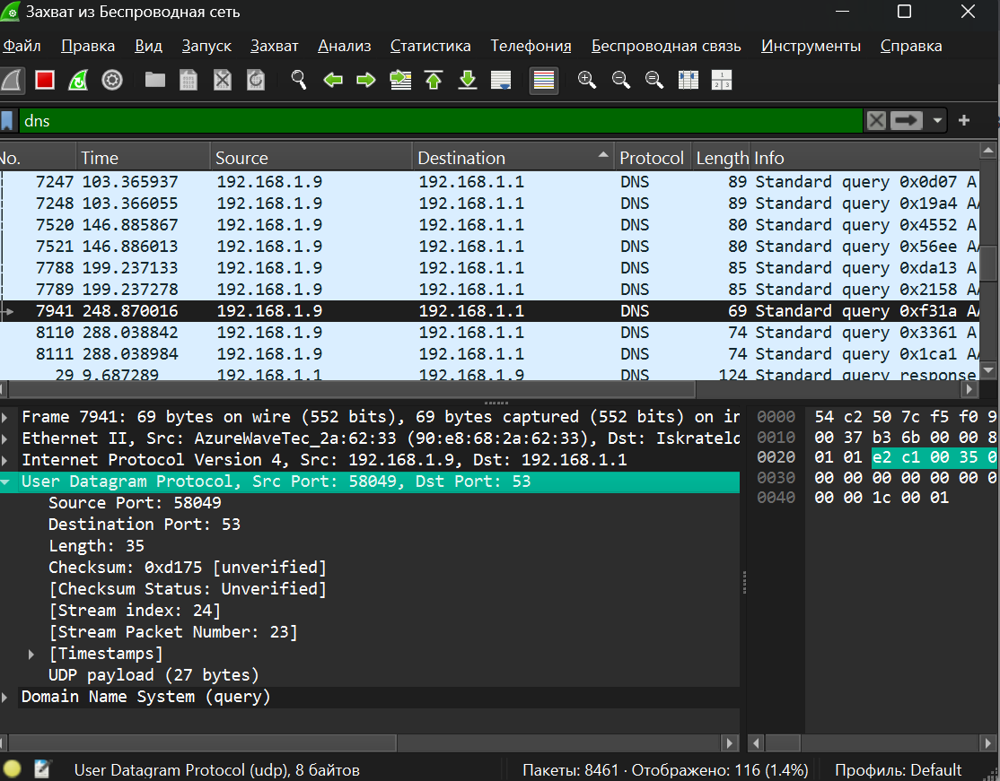 Захват из Беспроводная сеть
Файл Правка Вид Запуск Захват Анализ Статистика Телефония Беспроводная связь Инструменты Справка
dns
No. Time Source Destination Protocol Length Info
7247 103.365937 192.168.1.9 192.168.1.1 DNS 89 Standard query 0x0d07 A
7248 103.366055 192.168.1.9 192.168.1.1 DNS 89 Standard query 0x19a4 A
7520 146.885867 192.168.1.9 192.168.1.1 DNS 80 Standard query 0x4552 A
7521 146.886013 192.168.1.9 192.168.1.1 DNS 80 Standard query 0x56ee A
7788 199.237133 192.168.1.9 192.168.1.1 DNS 85 Standard query 0xda13 A
7789 199.237278 192.168.1.9 192.168.1.1 DNS 85 Standard query 0x2158 A
7941 248.870016 192.168.1.9 192.168.1.1 DNS 69 Standard query 0xf31a A
8110 288.038842 192.168.1.9 192.168.1.1 DNS 74 Standard query 0x3361 A
8111 288.038984 192.168.1.9 192.168.1.1 DNS 74 Standard query 0x1ca1 A
29 9.687289 192.168.1.1 192.168.1.9 DNS 124 Standard query response
Frame 7941: 69 bytes on wire (552 bits), 69 bytes captured (552 bits) on in
Ethernet II, Src: AzureWaveTec_2a:62:33 (90:e8:68:2a:62:33), Dst: Iskratel
Internet Protocol Version 4, Src: 192.168.1.9, Dst: 192.168.1.1
User Datagram Protocol, Src Port: 58049, Dst Port: 53
Source Port: 58049
Destination Port: 53
Length: 35
Checksum: 0xd175 [unverified]
[Checksum Status: Unverified]
[Stream index: 24]
[Stream Packet Number: 23]
[Timestamps]
UDP payload (27 bytes)
Domain Name System (query)
0000 54 c2 50 7c f5 f0 9
0010 00 37 b3 6b 00 00 8
0020 01 01 e2 c1 00 35 0
0030 00 00 00 00 00 00 0
0040 00 00 1c 00 01
User Datagram Protocol (udp), 8 байтов Пакеты: 8461 · Отображено: 116 (1.4%) Профиль: Default